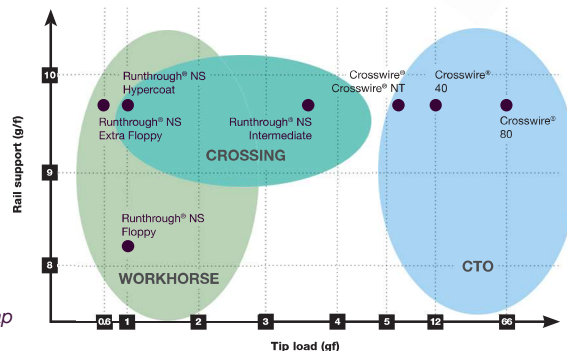 10
Runthrough® NS
Hypercoat
Crosswire®
Crosswire® NT
Crosswire®
40
Runthrough® NS
Extra Floppy
Runthrough® NS
Intermediate
Crosswire®
80
CROSSING
Rail support (g/f)
9
Runthrough® NS
Floppy
8
WORKHORSE
CTO
0.6 1 2 3 4 5 12 66
Tip load (gf)